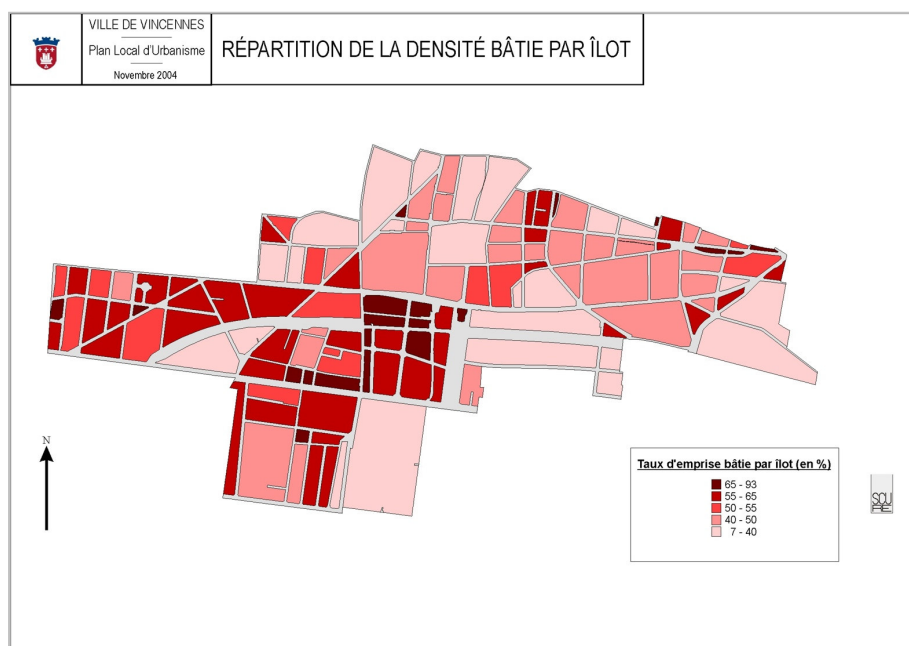 VILLE DE VINCENNES
Plan Local d'Urbanisme
Novembre 2004
RÉPARTITION DE LA DENSITÉ BÂTIE PAR ÎLOT
N
Taux d'emprise bâtie par îlot (en %)
65 - 93
55 - 65
50 - 55
40 - 50
7 - 40